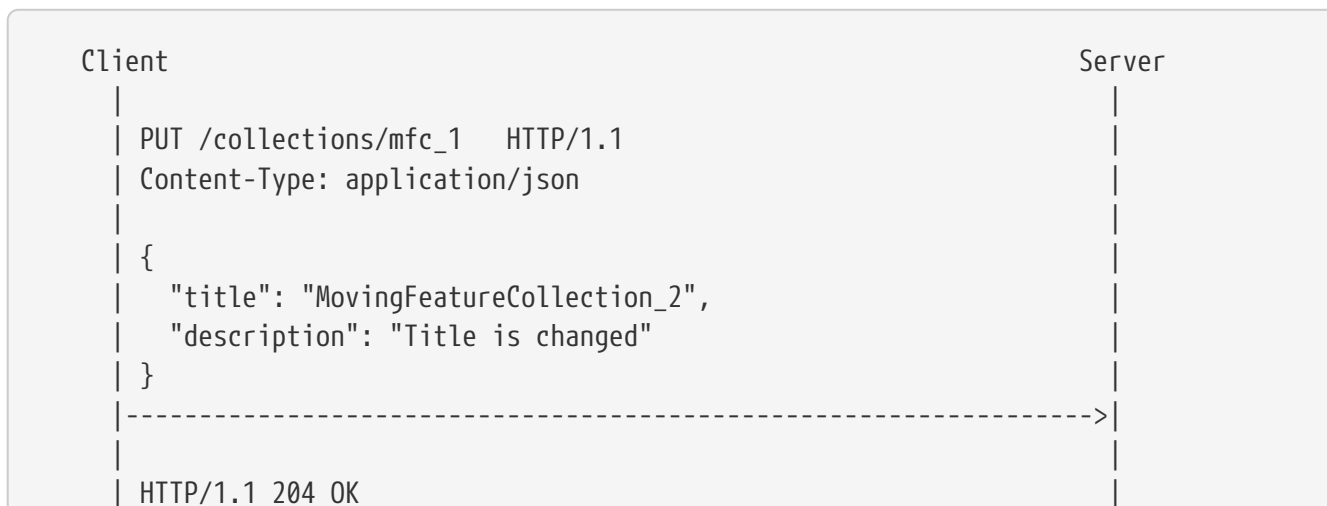 Client                                                              Server
  |                                                                    |
  | PUT /collections/mfc_1   HTTP/1.1                                  |
  | Content-Type: application/json                                     |
  |                                                                    |
  | {                                                                  |
  |   "title": "MovingFeatureCollection_2",                            |
  |   "description": "Title is changed"                                |
  | }                                                                  |
  |------------------------------------------------------------------>|
  |                                                                    |
  | HTTP/1.1 204 OK                                                    |